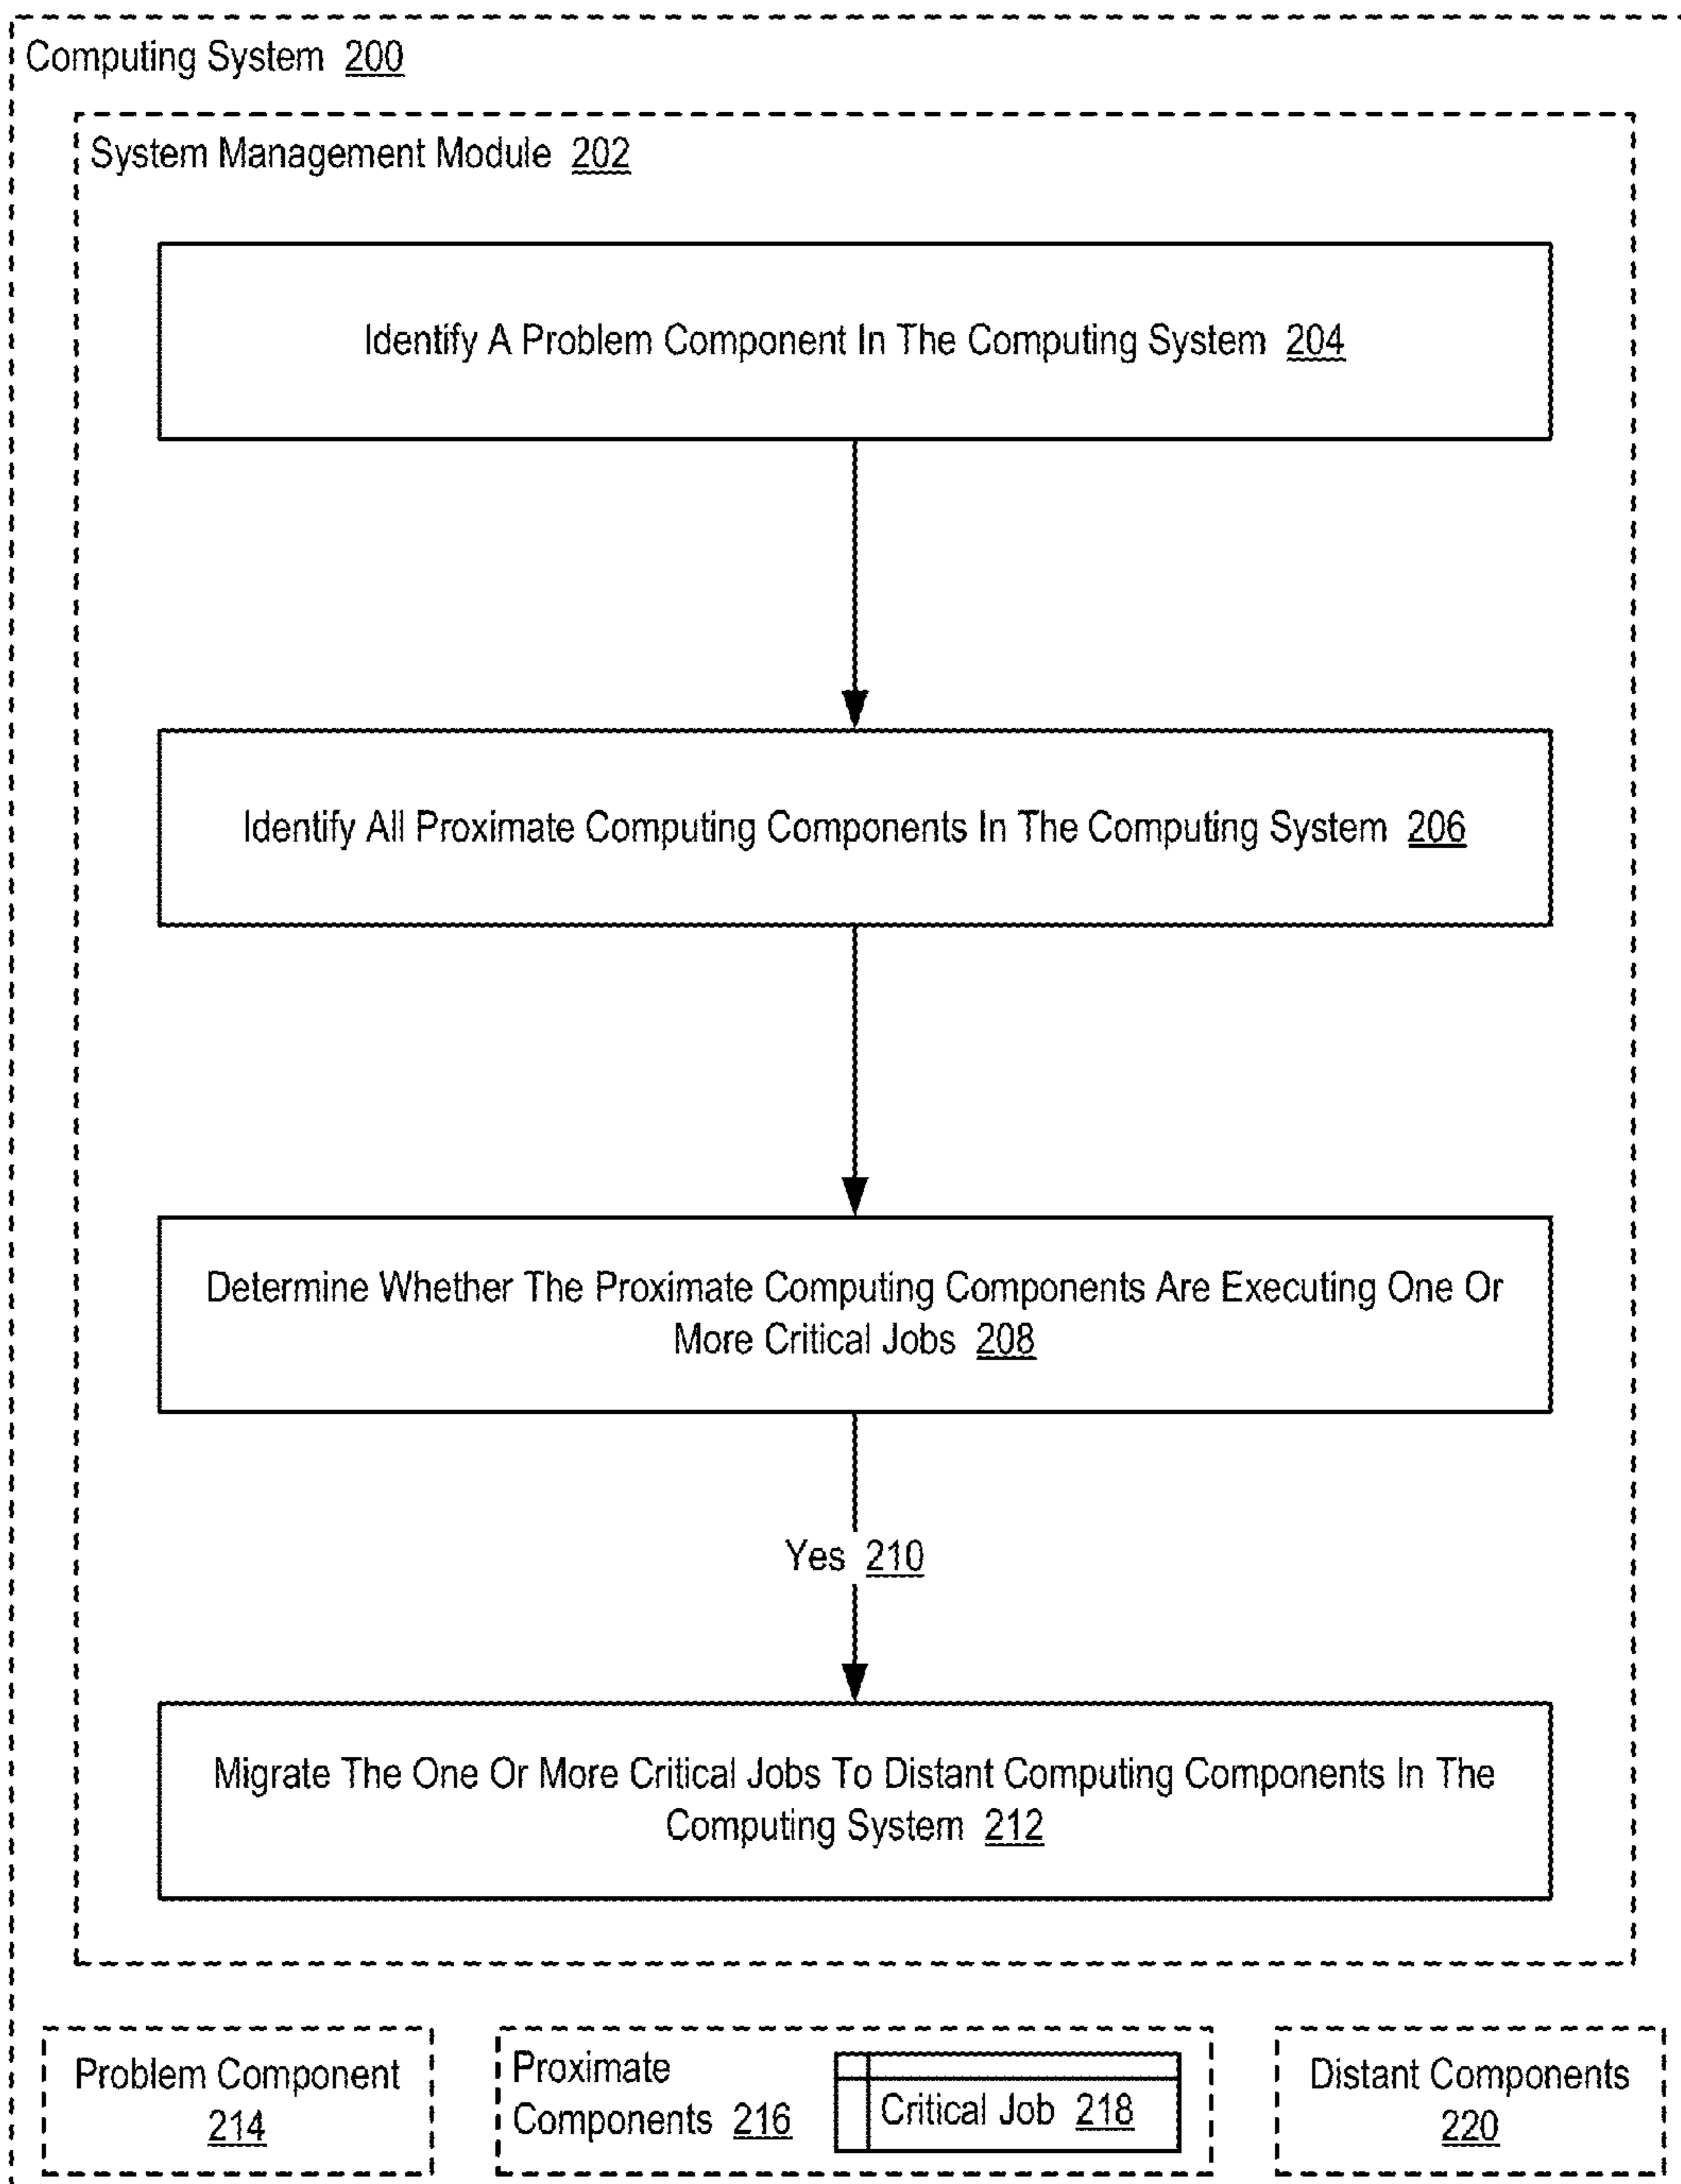 Computing System 200
System Management Module 202
Identify A Problem Component In The Computing System 204
Identify All Proximate Computing Components In The Computing System 206
Determine Whether The Proximate Computing Components Are Executing One Or
More Critical Jobs 208
Yes 210
Migrate The One Or More Critical Jobs To Distant Computing Components In The
Computing System 212
Problem Component
214
Proximate
Components 216
Critical Job 218
Distant Components
220